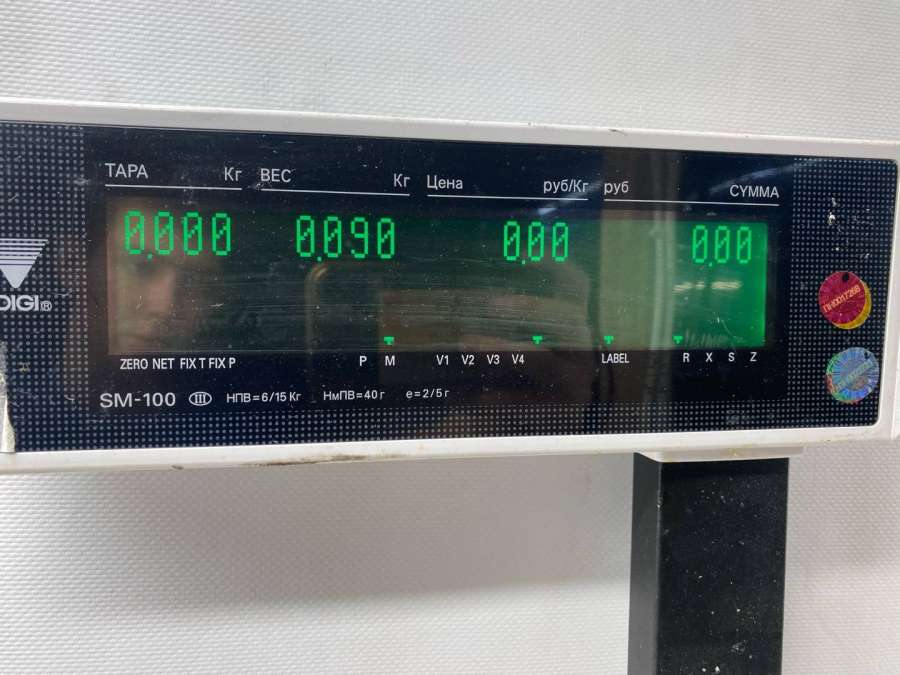 ТАРА Кг ВЕС Кг Цена руб/Кг руб СУММА
0.000 0.090 0.00 0.00
DIGI®
ZERO NET FIX T FIX P P M V1 V2 V3 V4 LABEL R X S Z
SM-100 III НПВ=6/15 Кг НмПВ=40 г e=2/5 г